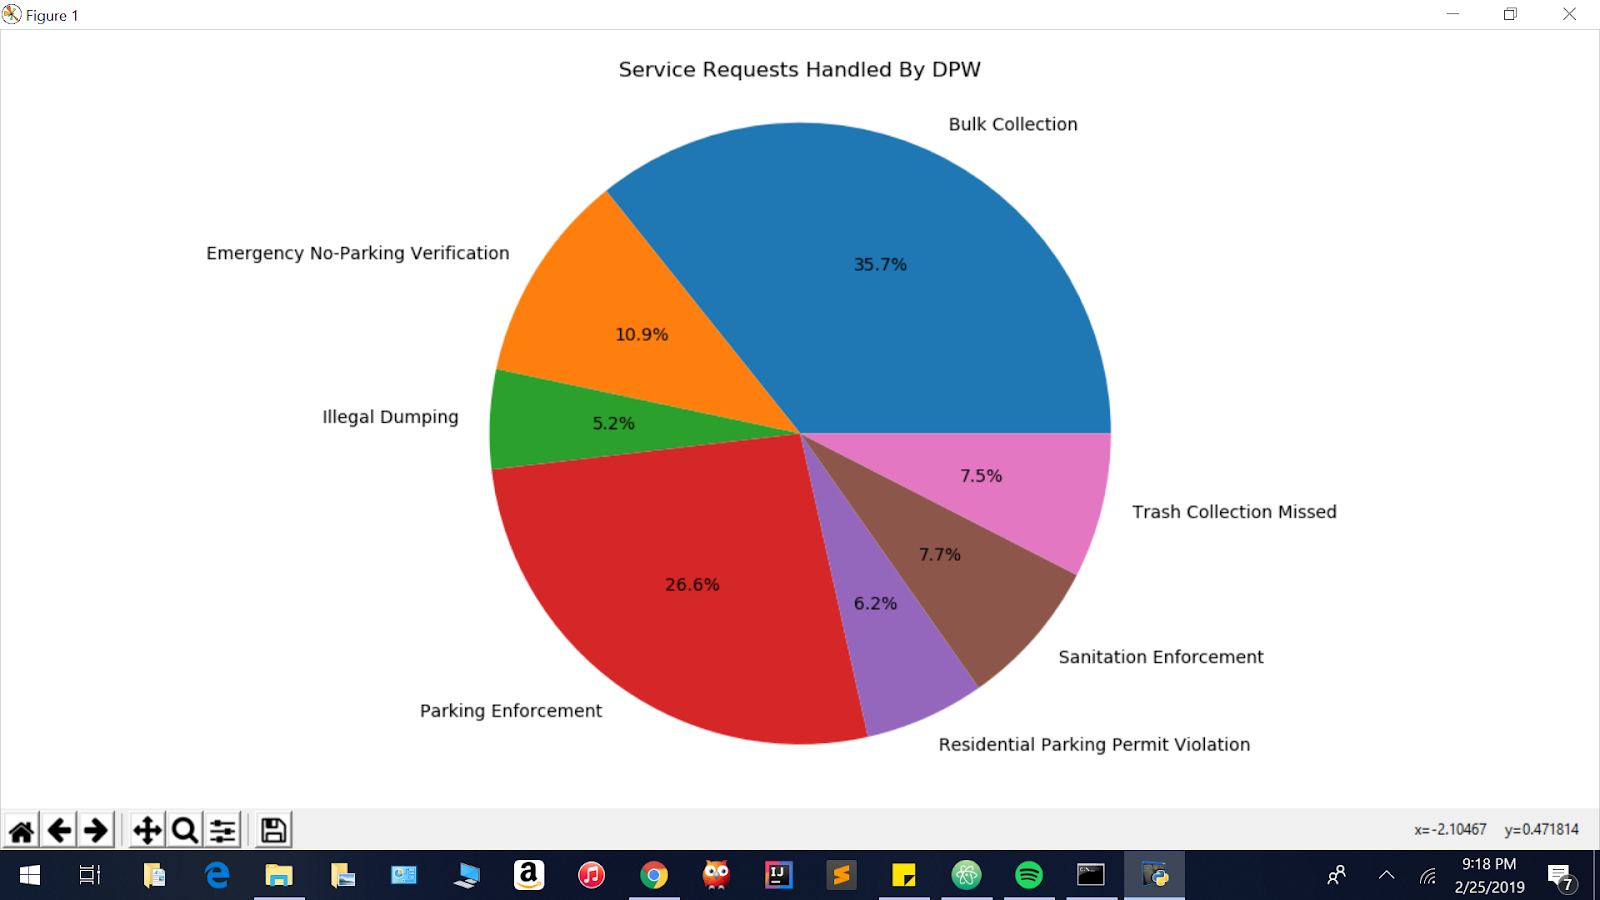 Figure 1
Service Requests Handled By DPW
Bulk Collection
35.7%
Emergency No-Parking Verification
10.9%
Illegal Dumping
5.2%
7.5%
Trash Collection Missed
7.7%
26.6%
6.2%
Sanitation Enforcement
Parking Enforcement
Residential Parking Permit Violation
x=-2.10467 y=0.471814
a
IJ
9:18 PM
2/25/2019
7